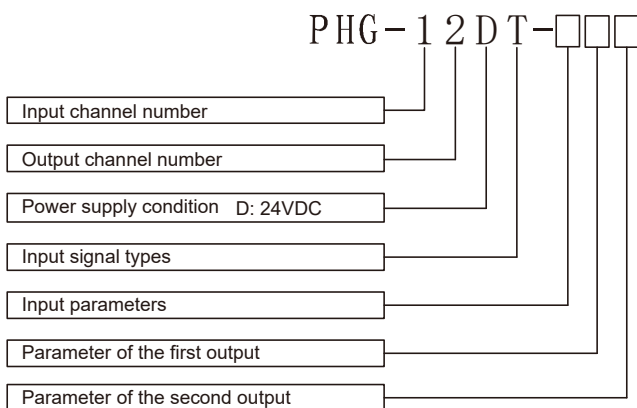 PHG-12DT-□□□
Input channel number
Output channel number
Power supply condition D: 24VDC
Input signal types
Input parameters
Parameter of the first output
Parameter of the second output